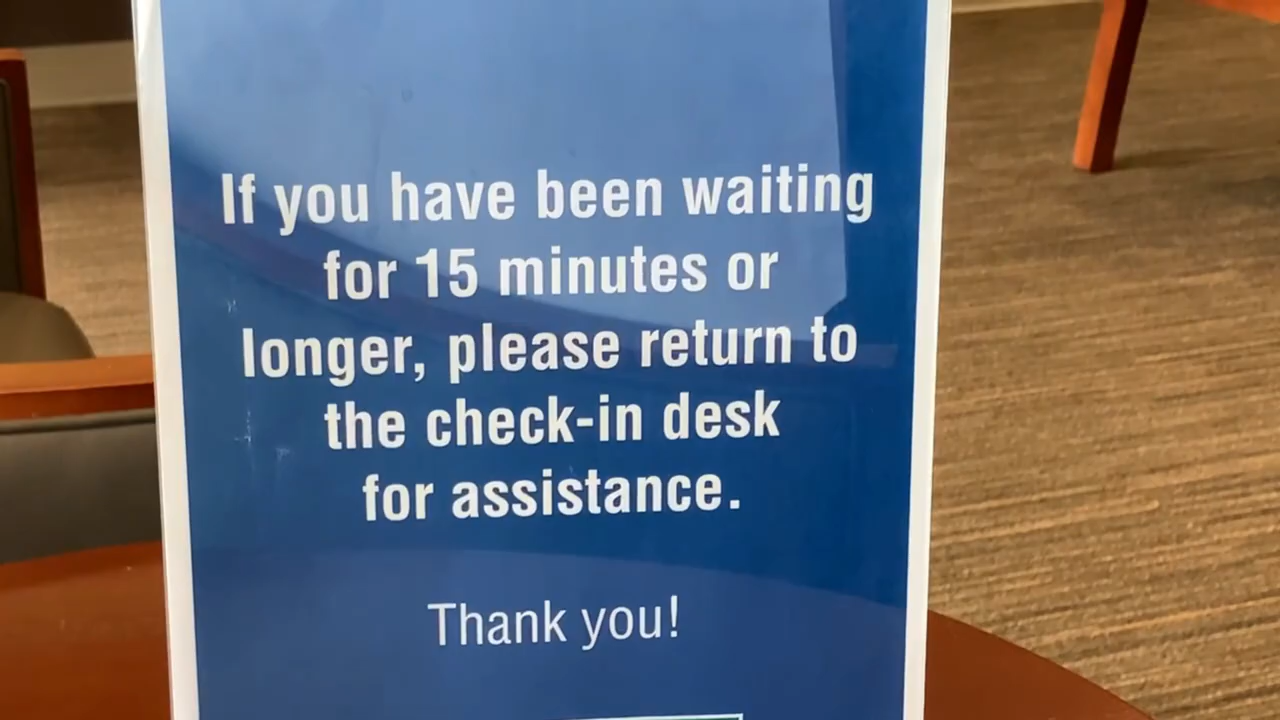 If you have been waiting
for 15 minutes or
longer, please return to
the check-in desk
for assistance.
Thank you!